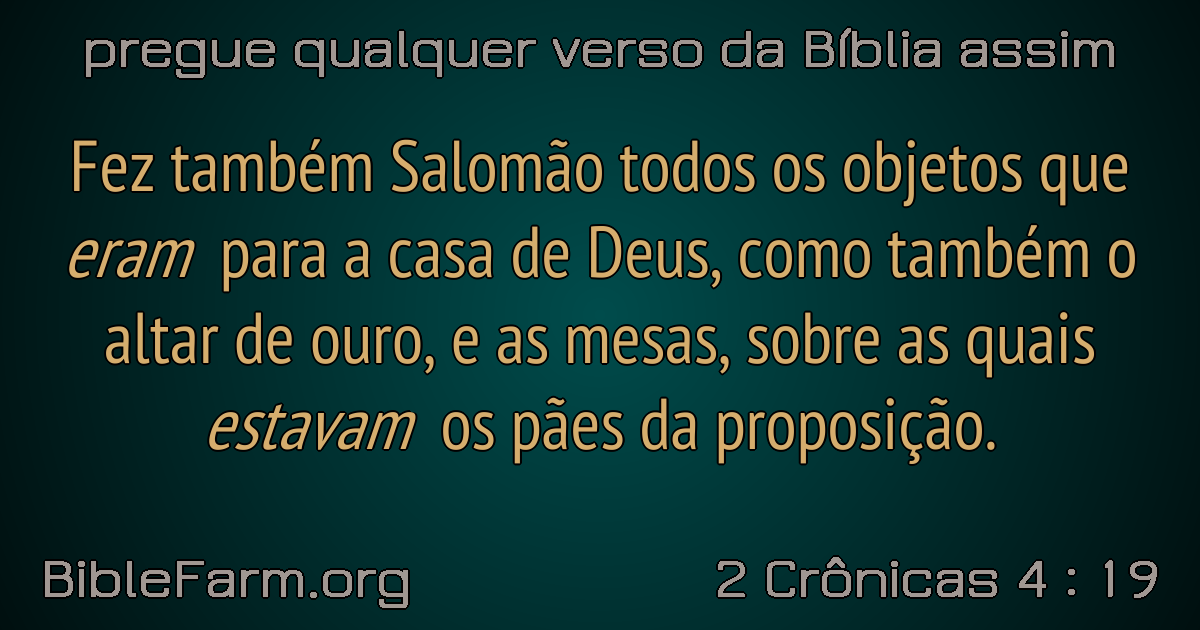 pregue qualquer verso da Bíblia assim
Fez também Salomão todos os objetos que
eram para a casa de Deus, como também o
altar de ouro, e as mesas, sobre as quais
estavam os pães da proposição.
BibleFarm.org
2 Crônicas 4 : 19